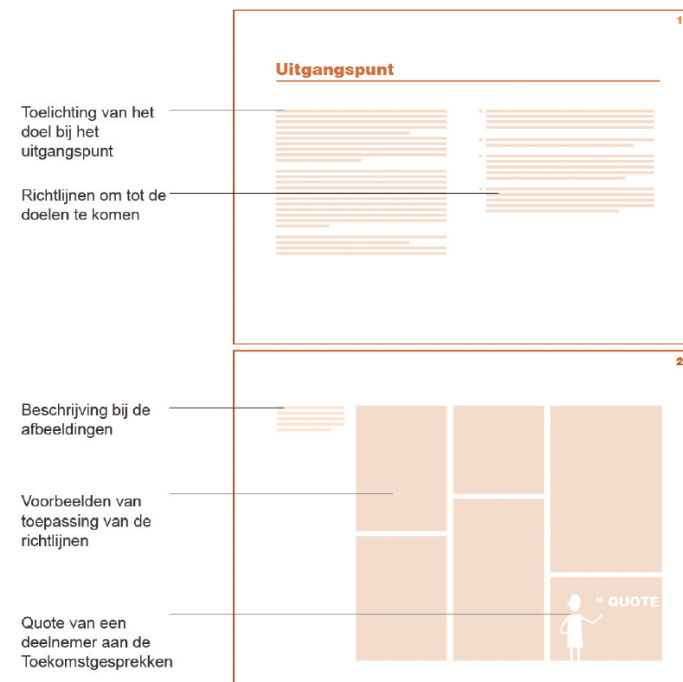 1
Uitgangspunt
Toelichting van het
doel bij het
uitgangspunt
Richtlijnen om tot de
doelen te komen
2
Beschrijving bij de
afbeeldingen
Voorbeelden van
toepassing van de
richtlijnen
" QUOTE
Quote van een
deelnemer aan de
Toekomstgesprekken